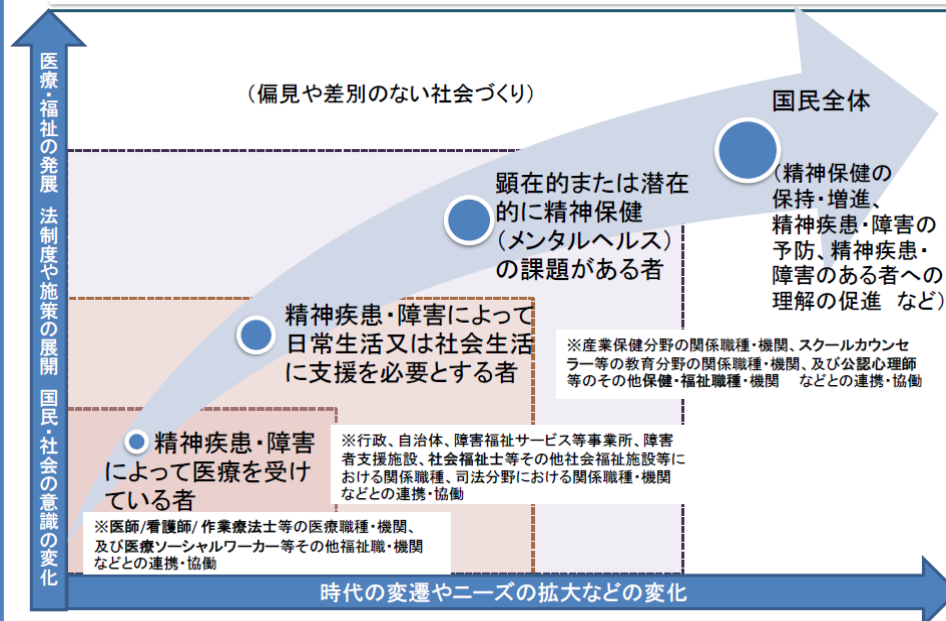 医療・福祉の発展 法制度や施策の展開 国民・社会の意識の変化
(偏見や差別のない社会づくり)
国民全体
(精神保健の
保持・増進、
精神疾患・障害の
予防、精神疾患・
障害のある者への
理解の促進 など)
顕在的または潜在
的に精神保健
(メンタルヘルス)
の課題がある者
※産業保健分野の関係職種・機関、スクールカウンセ
ラー等の教育分野の関係職種・機関、及び公認心理師
等のその他保健・福祉職種・機関 などとの連携・協働
精神疾患・障害によって
日常生活又は社会生活
に支援を必要とする者
※行政、自治体、障害福祉サービス等事業所、障害
者支援施設、社会福祉士等その他社会福祉施設等に
おける関係職種、司法分野における関係職種・機関
などとの連携・協働
精神疾患・障害
によって医療を受け
ている者
※医師/看護師/ 作業療法士等の医療職種・機関、
及び医療ソーシャルワーカー等その他福祉職・機関
などとの連携・協働
時代の変遷やニーズの拡大などの変化